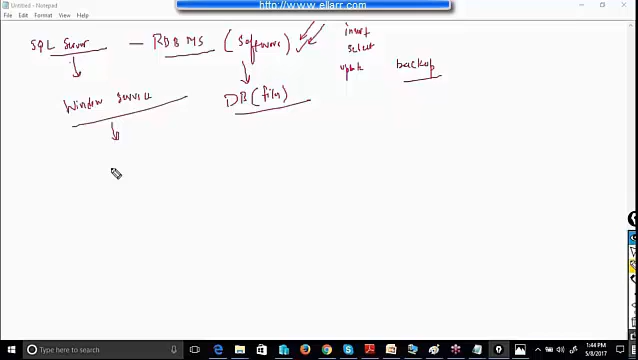 Untitled - Notepad
http://www.ellarr.com
File Edit Format View Help
SQL Server — RDBMS (Software)
insert
select
update
backup
Window service
DB (files)
Type here to search
1:44 PM
5/8/2017